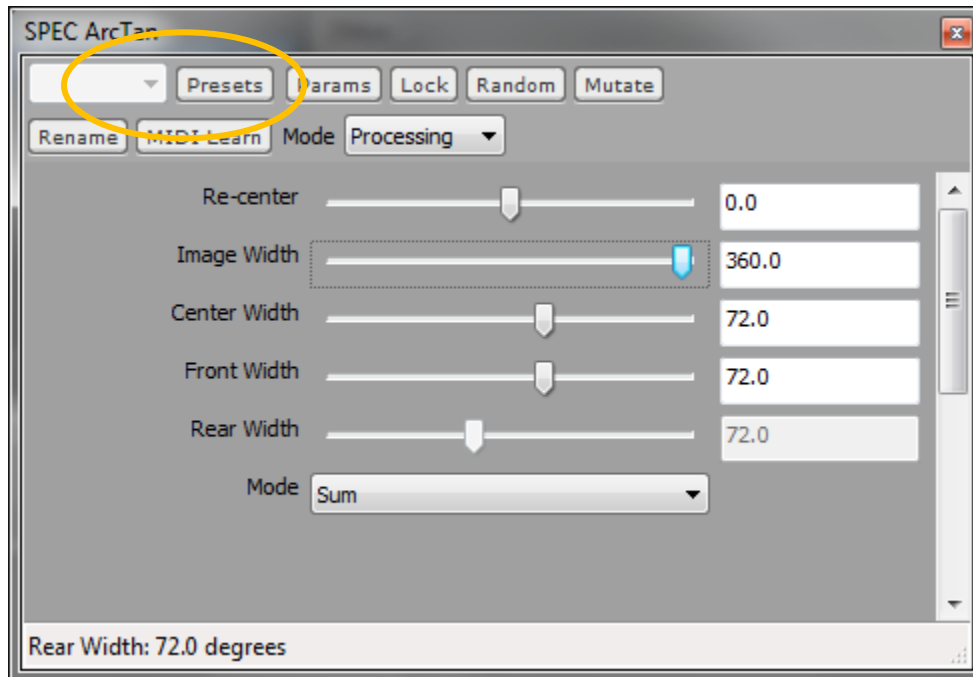 SPEC ArcTan
Presets Params Lock Random Mutate
Rename MIDI Learn Mode Processing
Re-center 0.0
Image Width 360.0
Center Width 72.0
Front Width 72.0
Rear Width 72.0
Mode Sum
Rear Width: 72.0 degrees